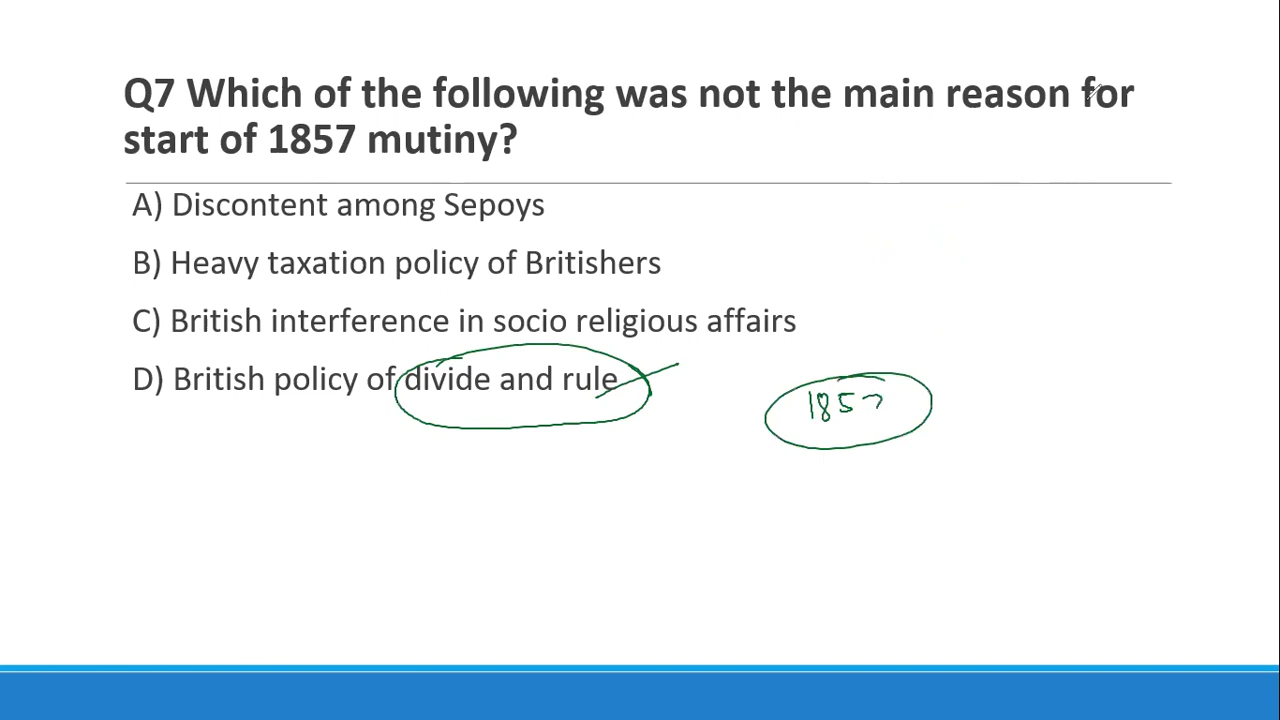 Q7 Which of the following was not the main reason for
start of 1857 mutiny?
A) Discontent among Sepoys
B) Heavy taxation policy of Britishers
C) British interference in socio religious affairs
D) British policy of divide and rule
1857